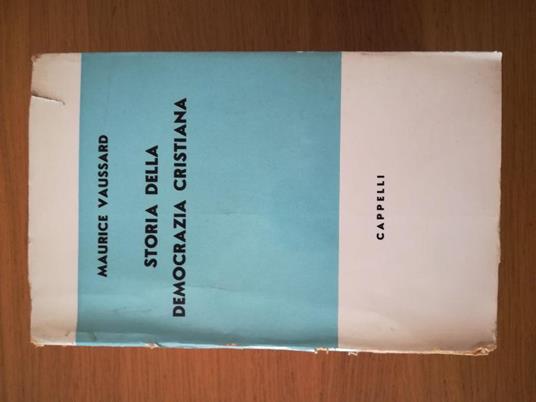 MAURICE VAUSSARD
STORIA DELLA
DEMOCRAZIA CRISTIANA
CAPPELLI